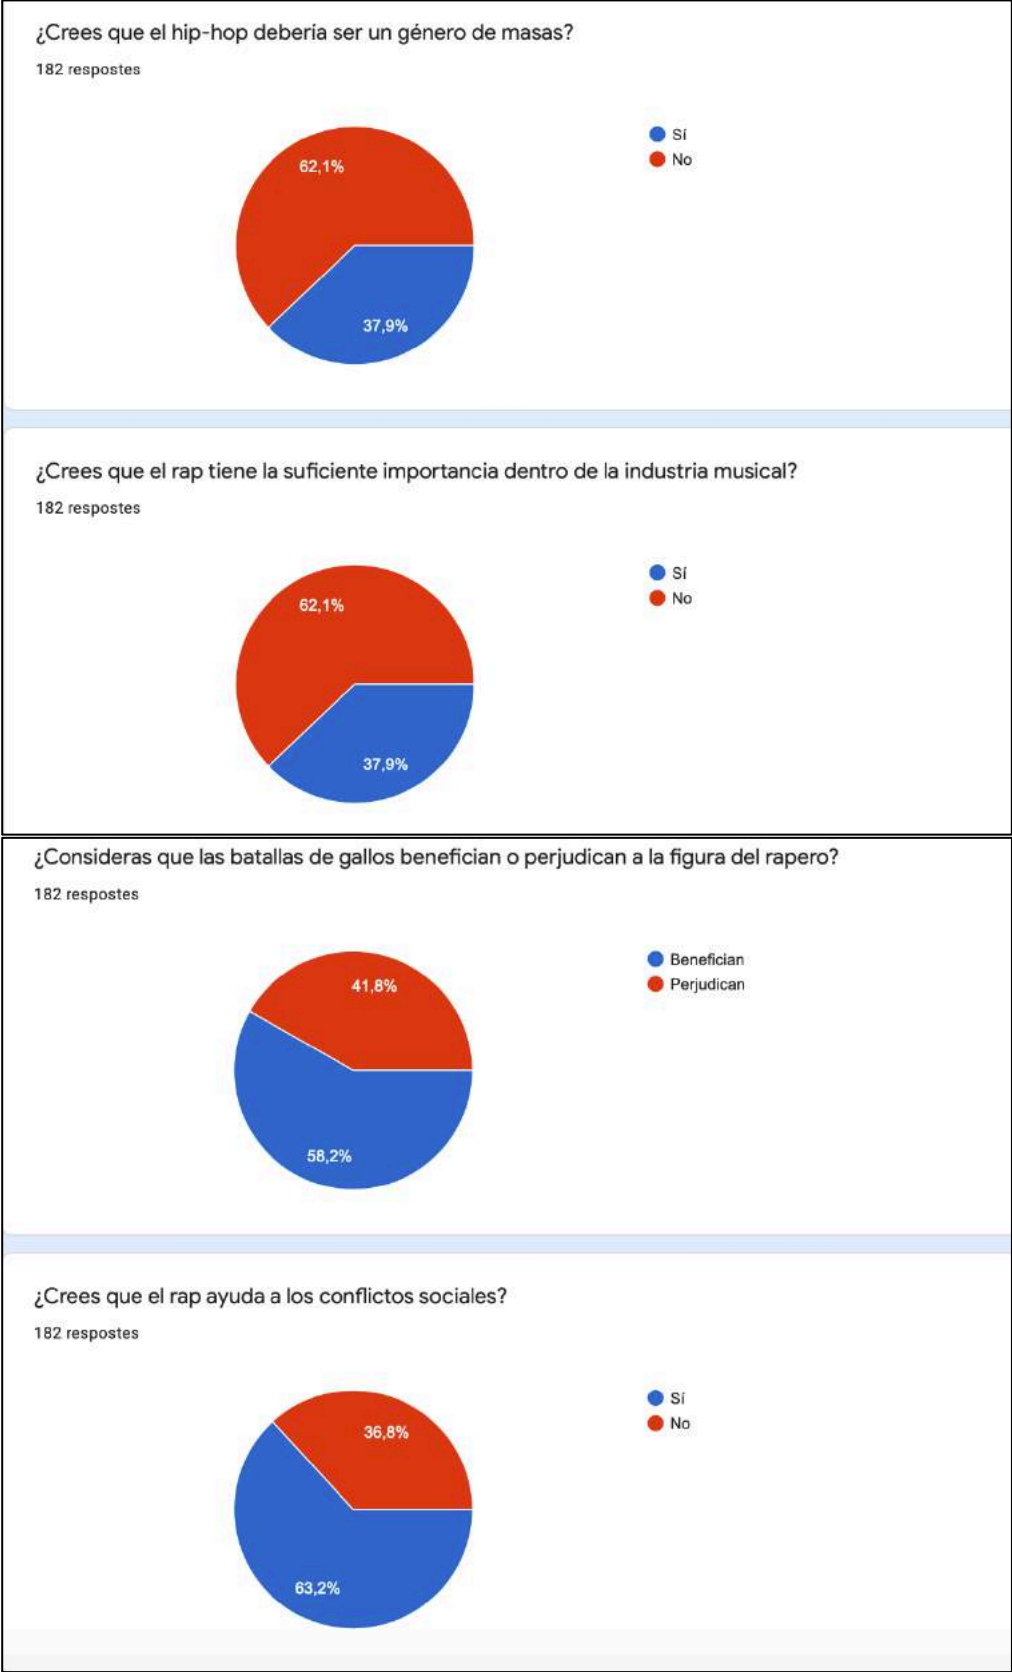 ¿Crees que el hip-hop debería ser un género de masas?
182 respostes
Sí
No
62,1%
37,9%
¿Crees que el rap tiene la suficiente importancia dentro de la industria musical?
182 respostes
Sí
No
62,1%
37,9%
¿Consideras que las batallas de gallos benefician o perjudican a la figura del rapero?
182 respostes
Benefician
Perjudican
41,8%
58,2%
¿Crees que el rap ayuda a los conflictos sociales?
182 respostes
Sí
No
36,8%
63,2%